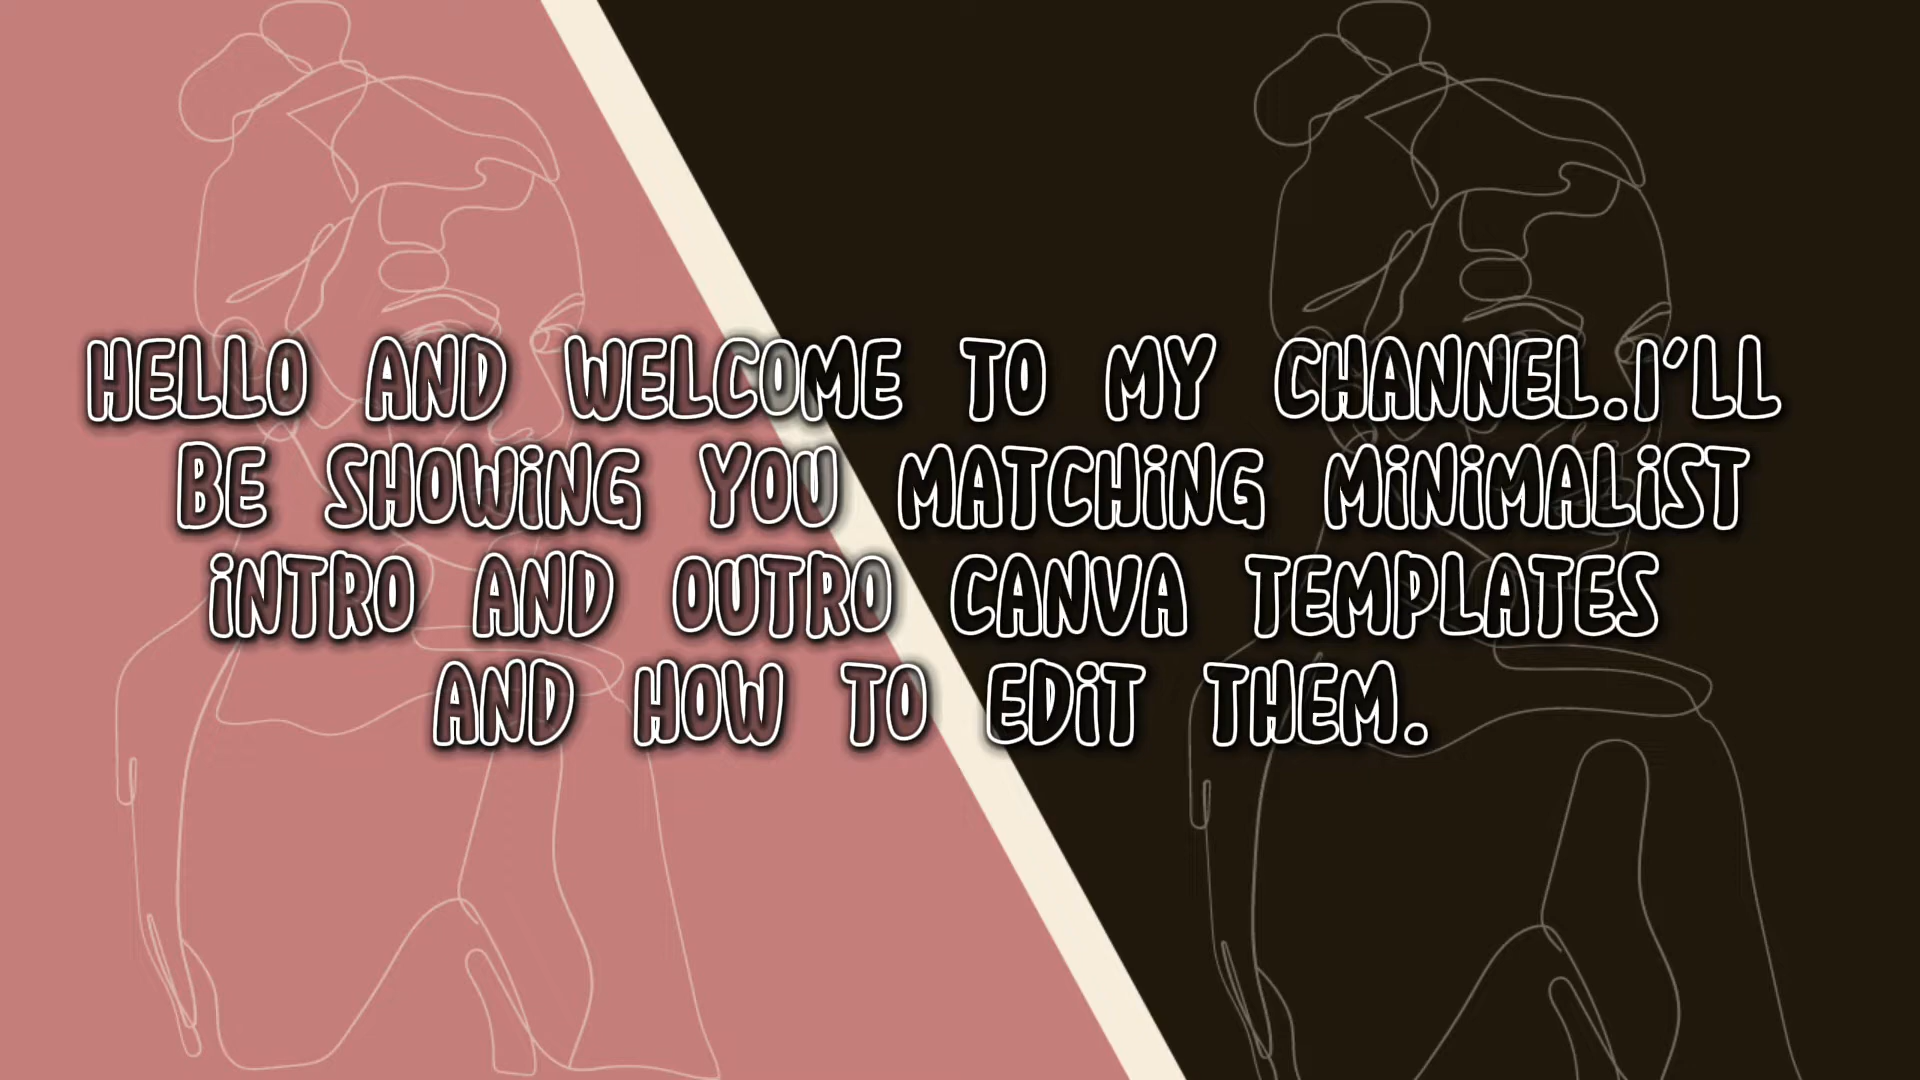 HELLO AND WELCOME TO MY CHANNEL.I'LL
BE SHOWiNG YOU MATCHiNG MiNiMALiST
iNTRO AND OUTRO CANVA TEMPLATES
AND HOW TO EDiT THEM.